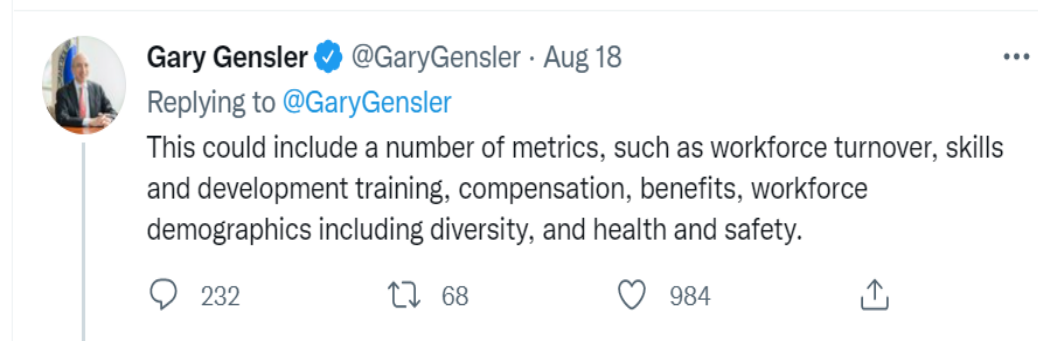 Gary Gensler @GaryGensler · Aug 18
Replying to @GaryGensler
This could include a number of metrics, such as workforce turnover, skills
and development training, compensation, benefits, workforce
demographics including diversity, and health and safety.
232 68 984